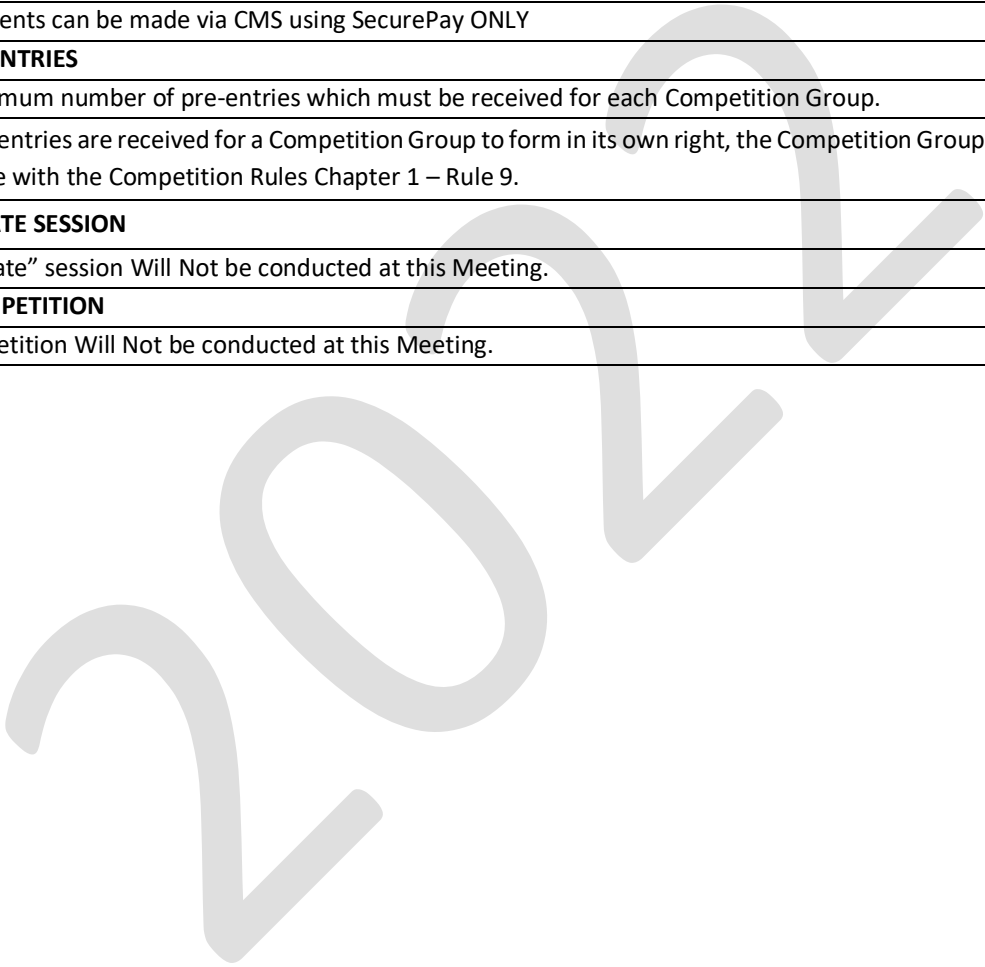 ents can be made via CMS using SecurePay ONLY
NTRIES
mum number of pre-entries which must be received for each Competition Group.
entries are received for a Competition Group to form in its own right, the Competition Group
e with the Competition Rules Chapter 1 – Rule 9.
TE SESSION
ate” session Will Not be conducted at this Meeting.
PETITION
etition Will Not be conducted at this Meeting.
2022